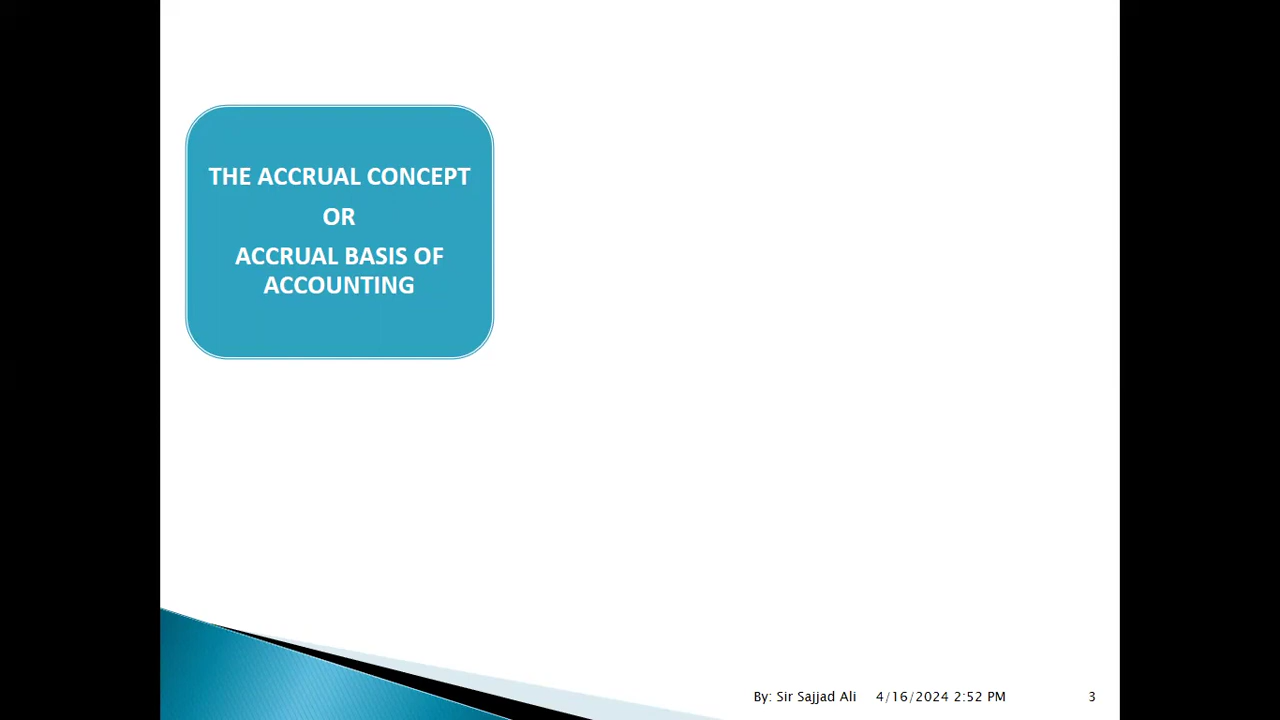 THE ACCRUAL CONCEPT
OR
ACCRUAL BASIS OF
ACCOUNTING
By: Sir Sajjad Ali 4/16/2024 2:52 PM 3